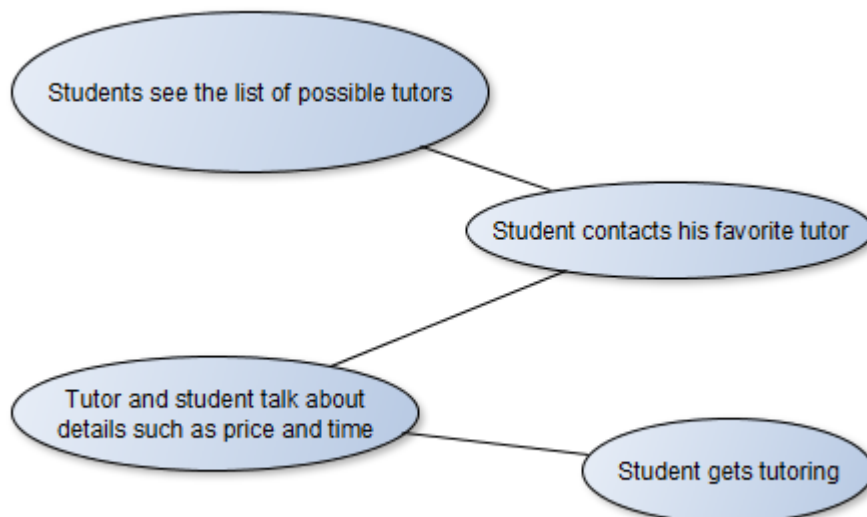 Students see the list of possible tutors
Student contacts his favorite tutor
Tutor and student talk about
details such as price and time
Student gets tutoring